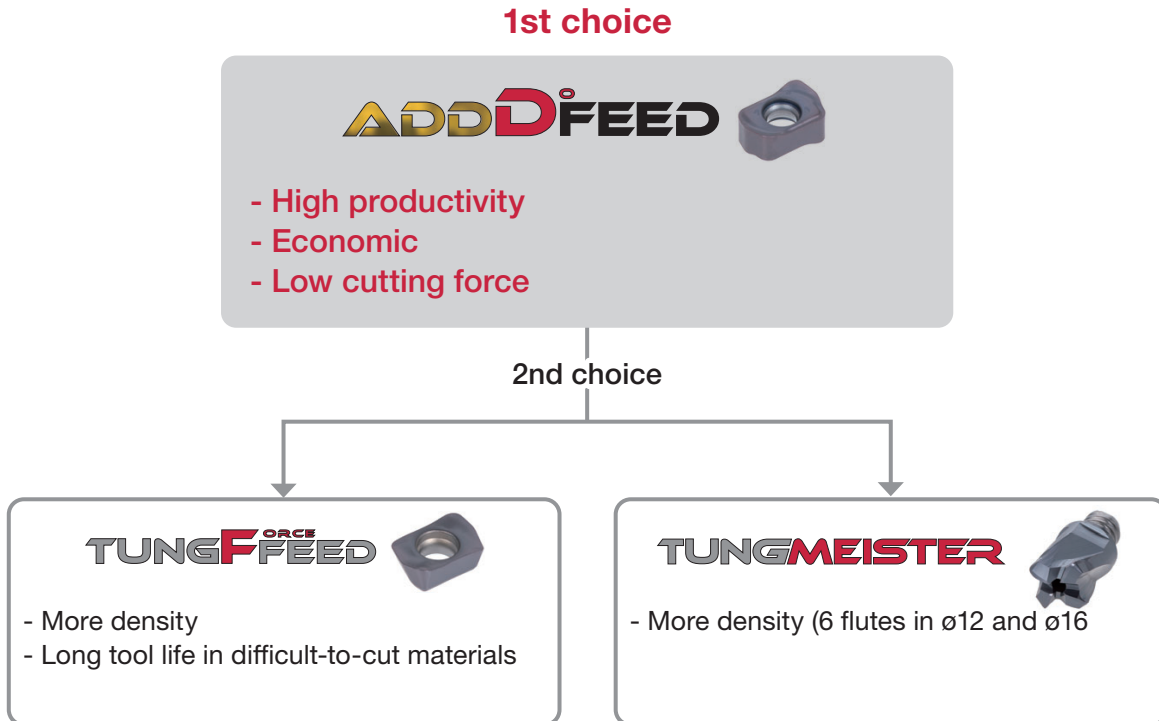 1st choice
ADDDoFEED
- High productivity
- Economic
- Low cutting force
2nd choice
TUNGFORCEFEED
- More density
- Long tool life in difficult-to-cut materials
TUNGMEISTER
- More density (6 flutes in ø12 and ø16